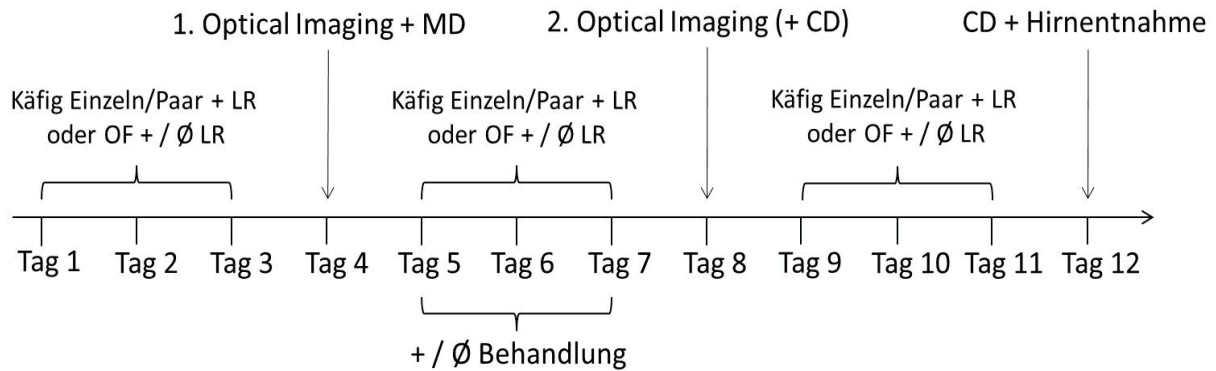 1. Optical Imaging + MD
2. Optical Imaging (+ CD)
CD + Hirnentnahme
Käfig Einzeln/Paar + LR
oder OF + / Ø LR
Käfig Einzeln/Paar + LR
oder OF + / Ø LR
Käfig Einzeln/Paar + LR
oder OF + / Ø LR
Tag 1 Tag 2 Tag 3 Tag 4 Tag 5 Tag 6 Tag 7 Tag 8 Tag 9 Tag 10 Tag 11 Tag 12
+ / Ø Behandlung